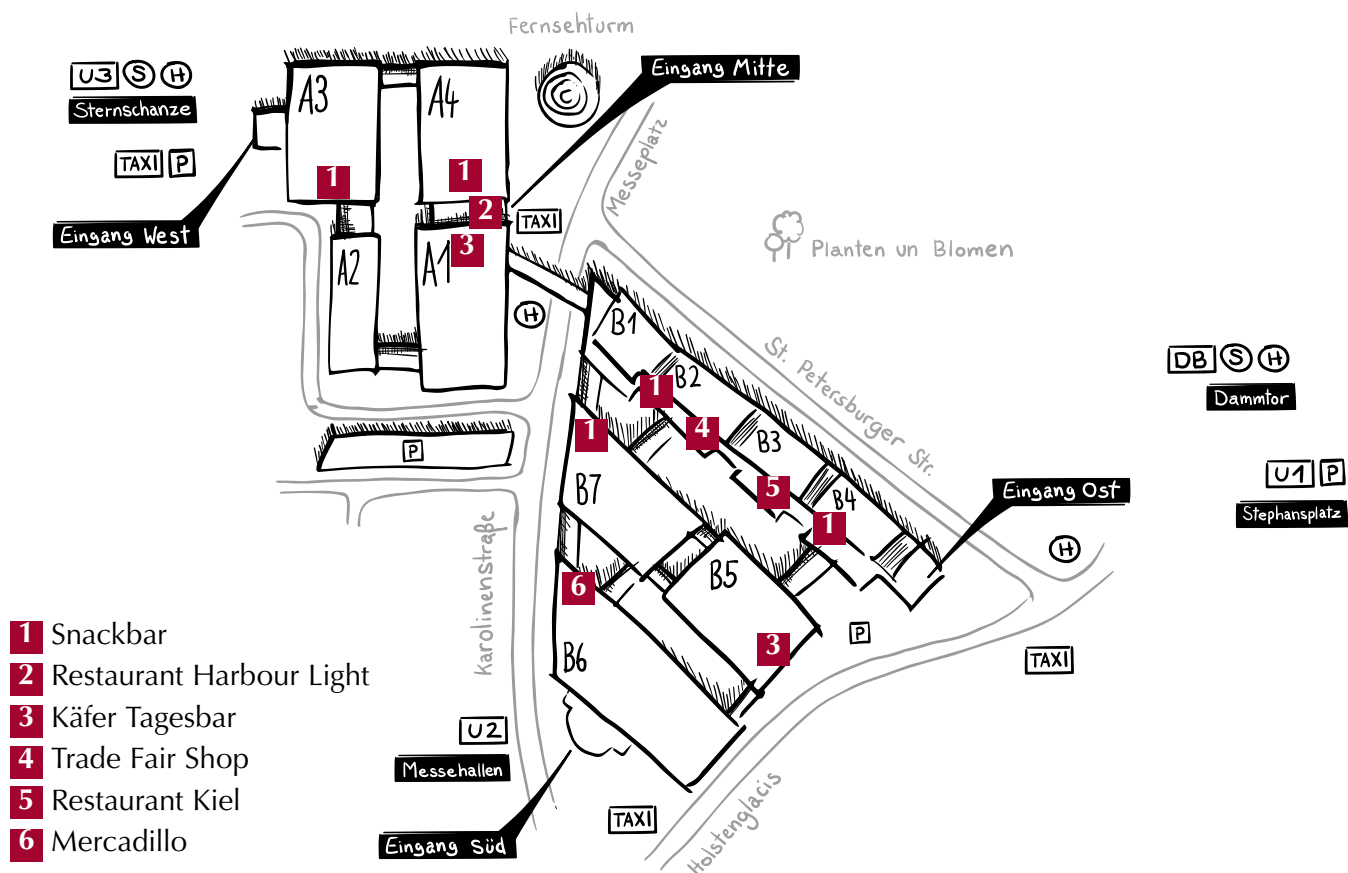 Fernsehturm
U3 S H
Sternschanze
TAXI P
Eingang West
A3
A4
1
1
2
3
A2
A1
Eingang Mitte
TAXI
Messeplatz
H
Planten un Blomen
B1
B2
1
St. Petersburger Str.
DB S H
Dammtor
U1 P
Stephansplatz
1
4
B3
P
B7
5
B4
1
Eingang Ost
H
Karolinenstraße
B5
6
P
3
TAXI
B6
1 Snackbar
2 Restaurant Harbour Light
3 Käfer Tagesbar
4 Trade Fair Shop
5 Restaurant Kiel
6 Mercadillo
U2
Messehallen
Eingang Süd
TAXI
Holstenglacis